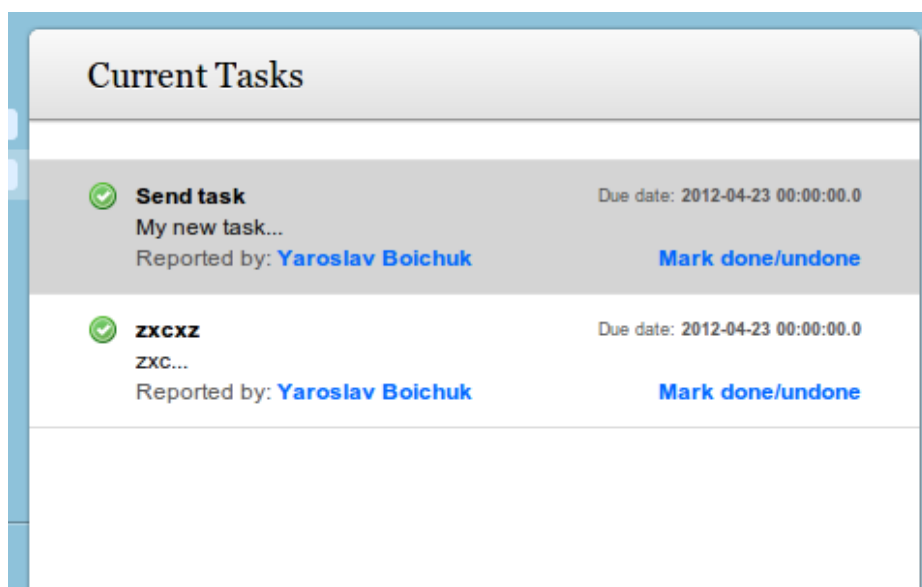 Current Tasks
Send task
Due date: 2012-04-23 00:00:00.0
My new task...
Reported by: Yaroslav Boichuk
Mark done/undone
zxcxz
Due date: 2012-04-23 00:00:00.0
zxc...
Reported by: Yaroslav Boichuk
Mark done/undone